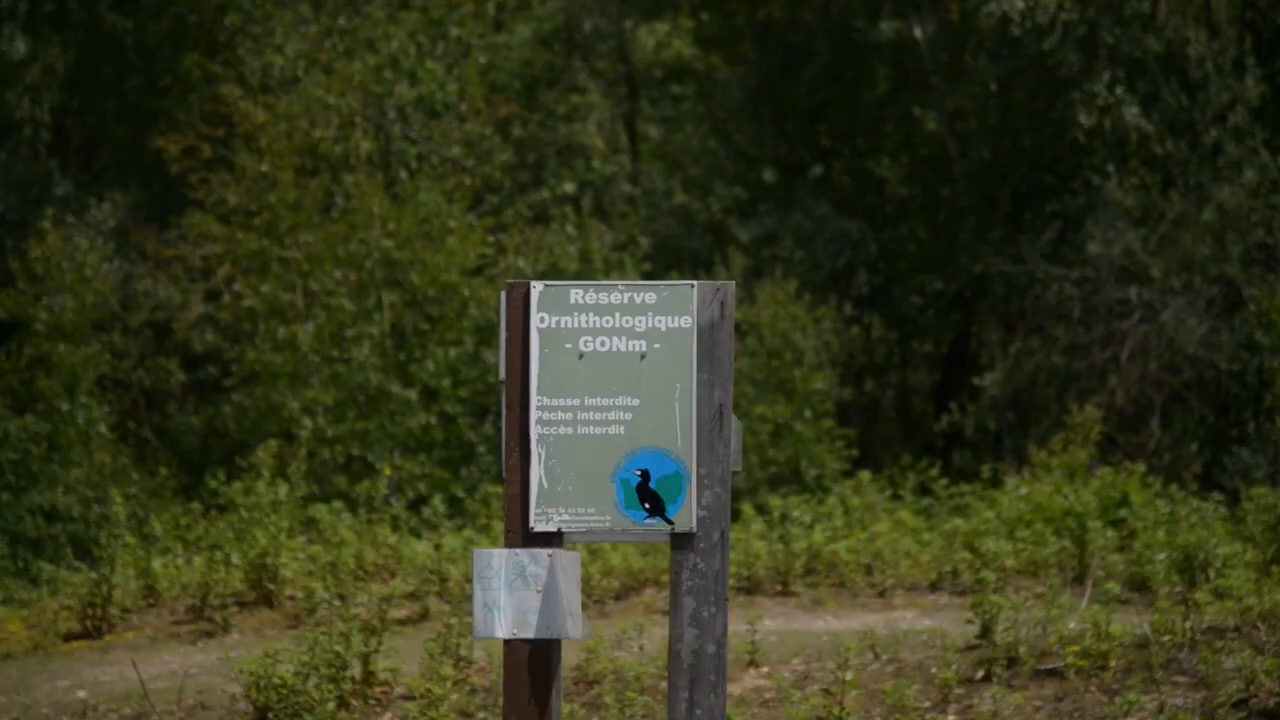 Réserve
Ornithologique
- GONm -
Chasse interdite
Pêche interdite
Accès interdit